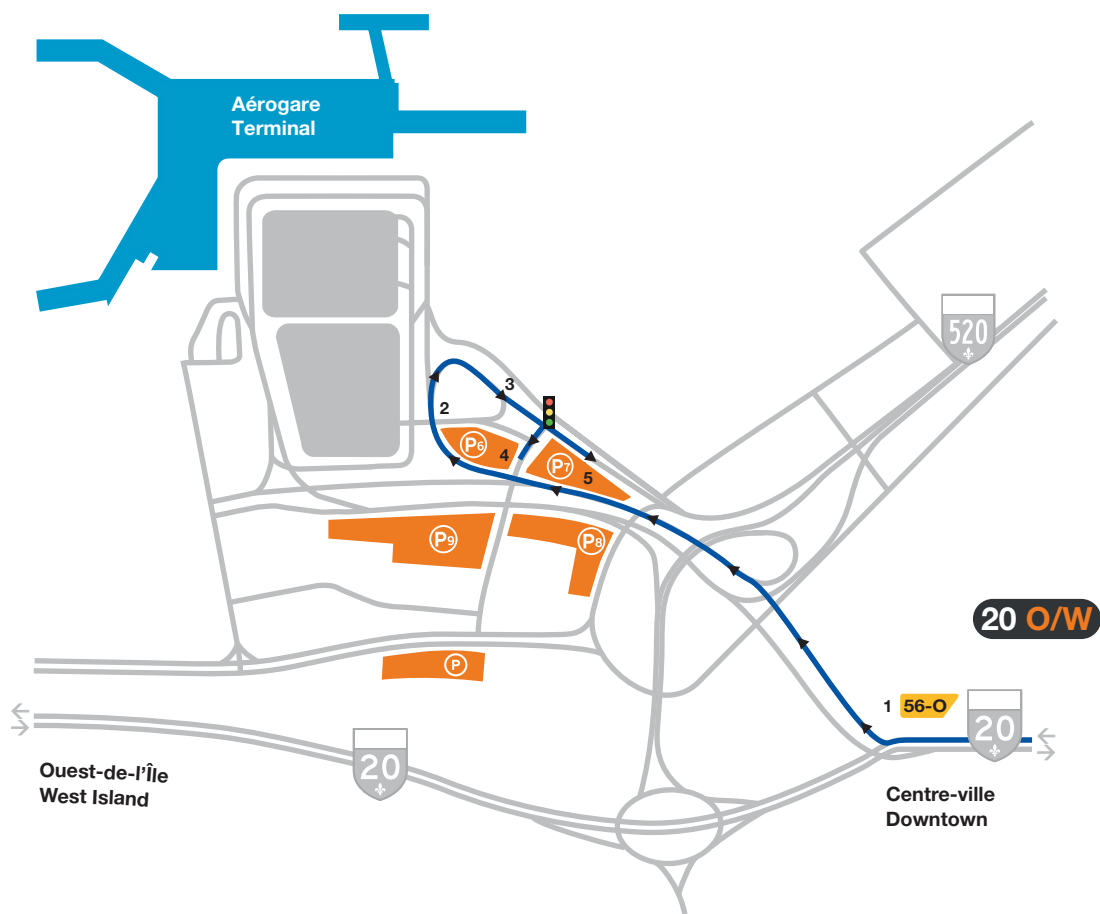 Aérogare
Terminal
520
3
2
P6
4
P7
5
P9
P8
20 O/W
P
1 56-O
20
20
Ouest-de-l'Île
West Island
Centre-ville
Downtown